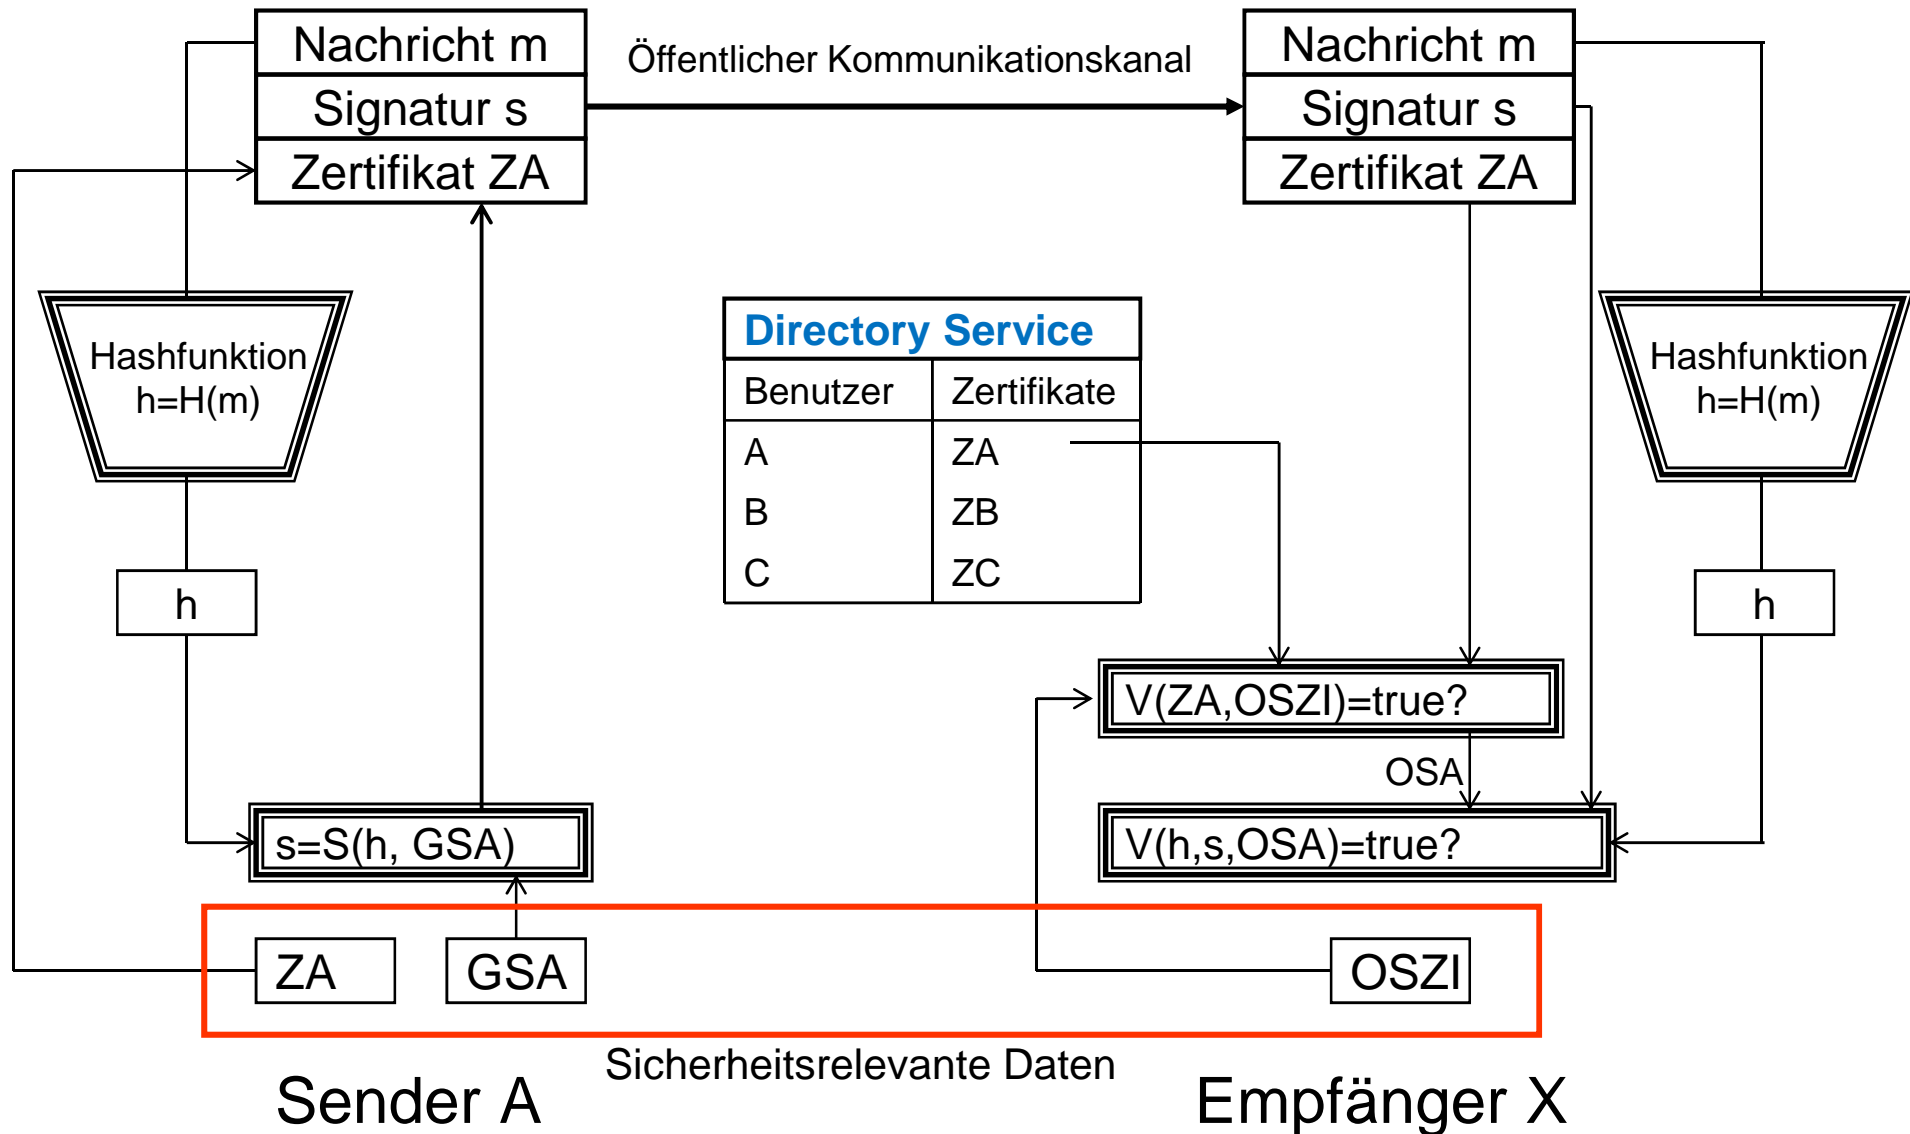 Nachricht m
Signatur s
Zertifikat ZA
Öffentlicher Kommunikationskanal
Nachricht m
Signatur s
Zertifikat ZA
Hashfunktion
h=H(m)
Directory Service
Benutzer Zertifikate
A ZA
B ZB
C ZC
Hashfunktion
h=H(m)
h
h
V(ZA,OSZI)=true?
OSA
s=S(h, GSA)
V(h,s,OSA)=true?
ZA
GSA
OSZI
Sicherheitsrelevante Daten
Sender A
Empfänger X